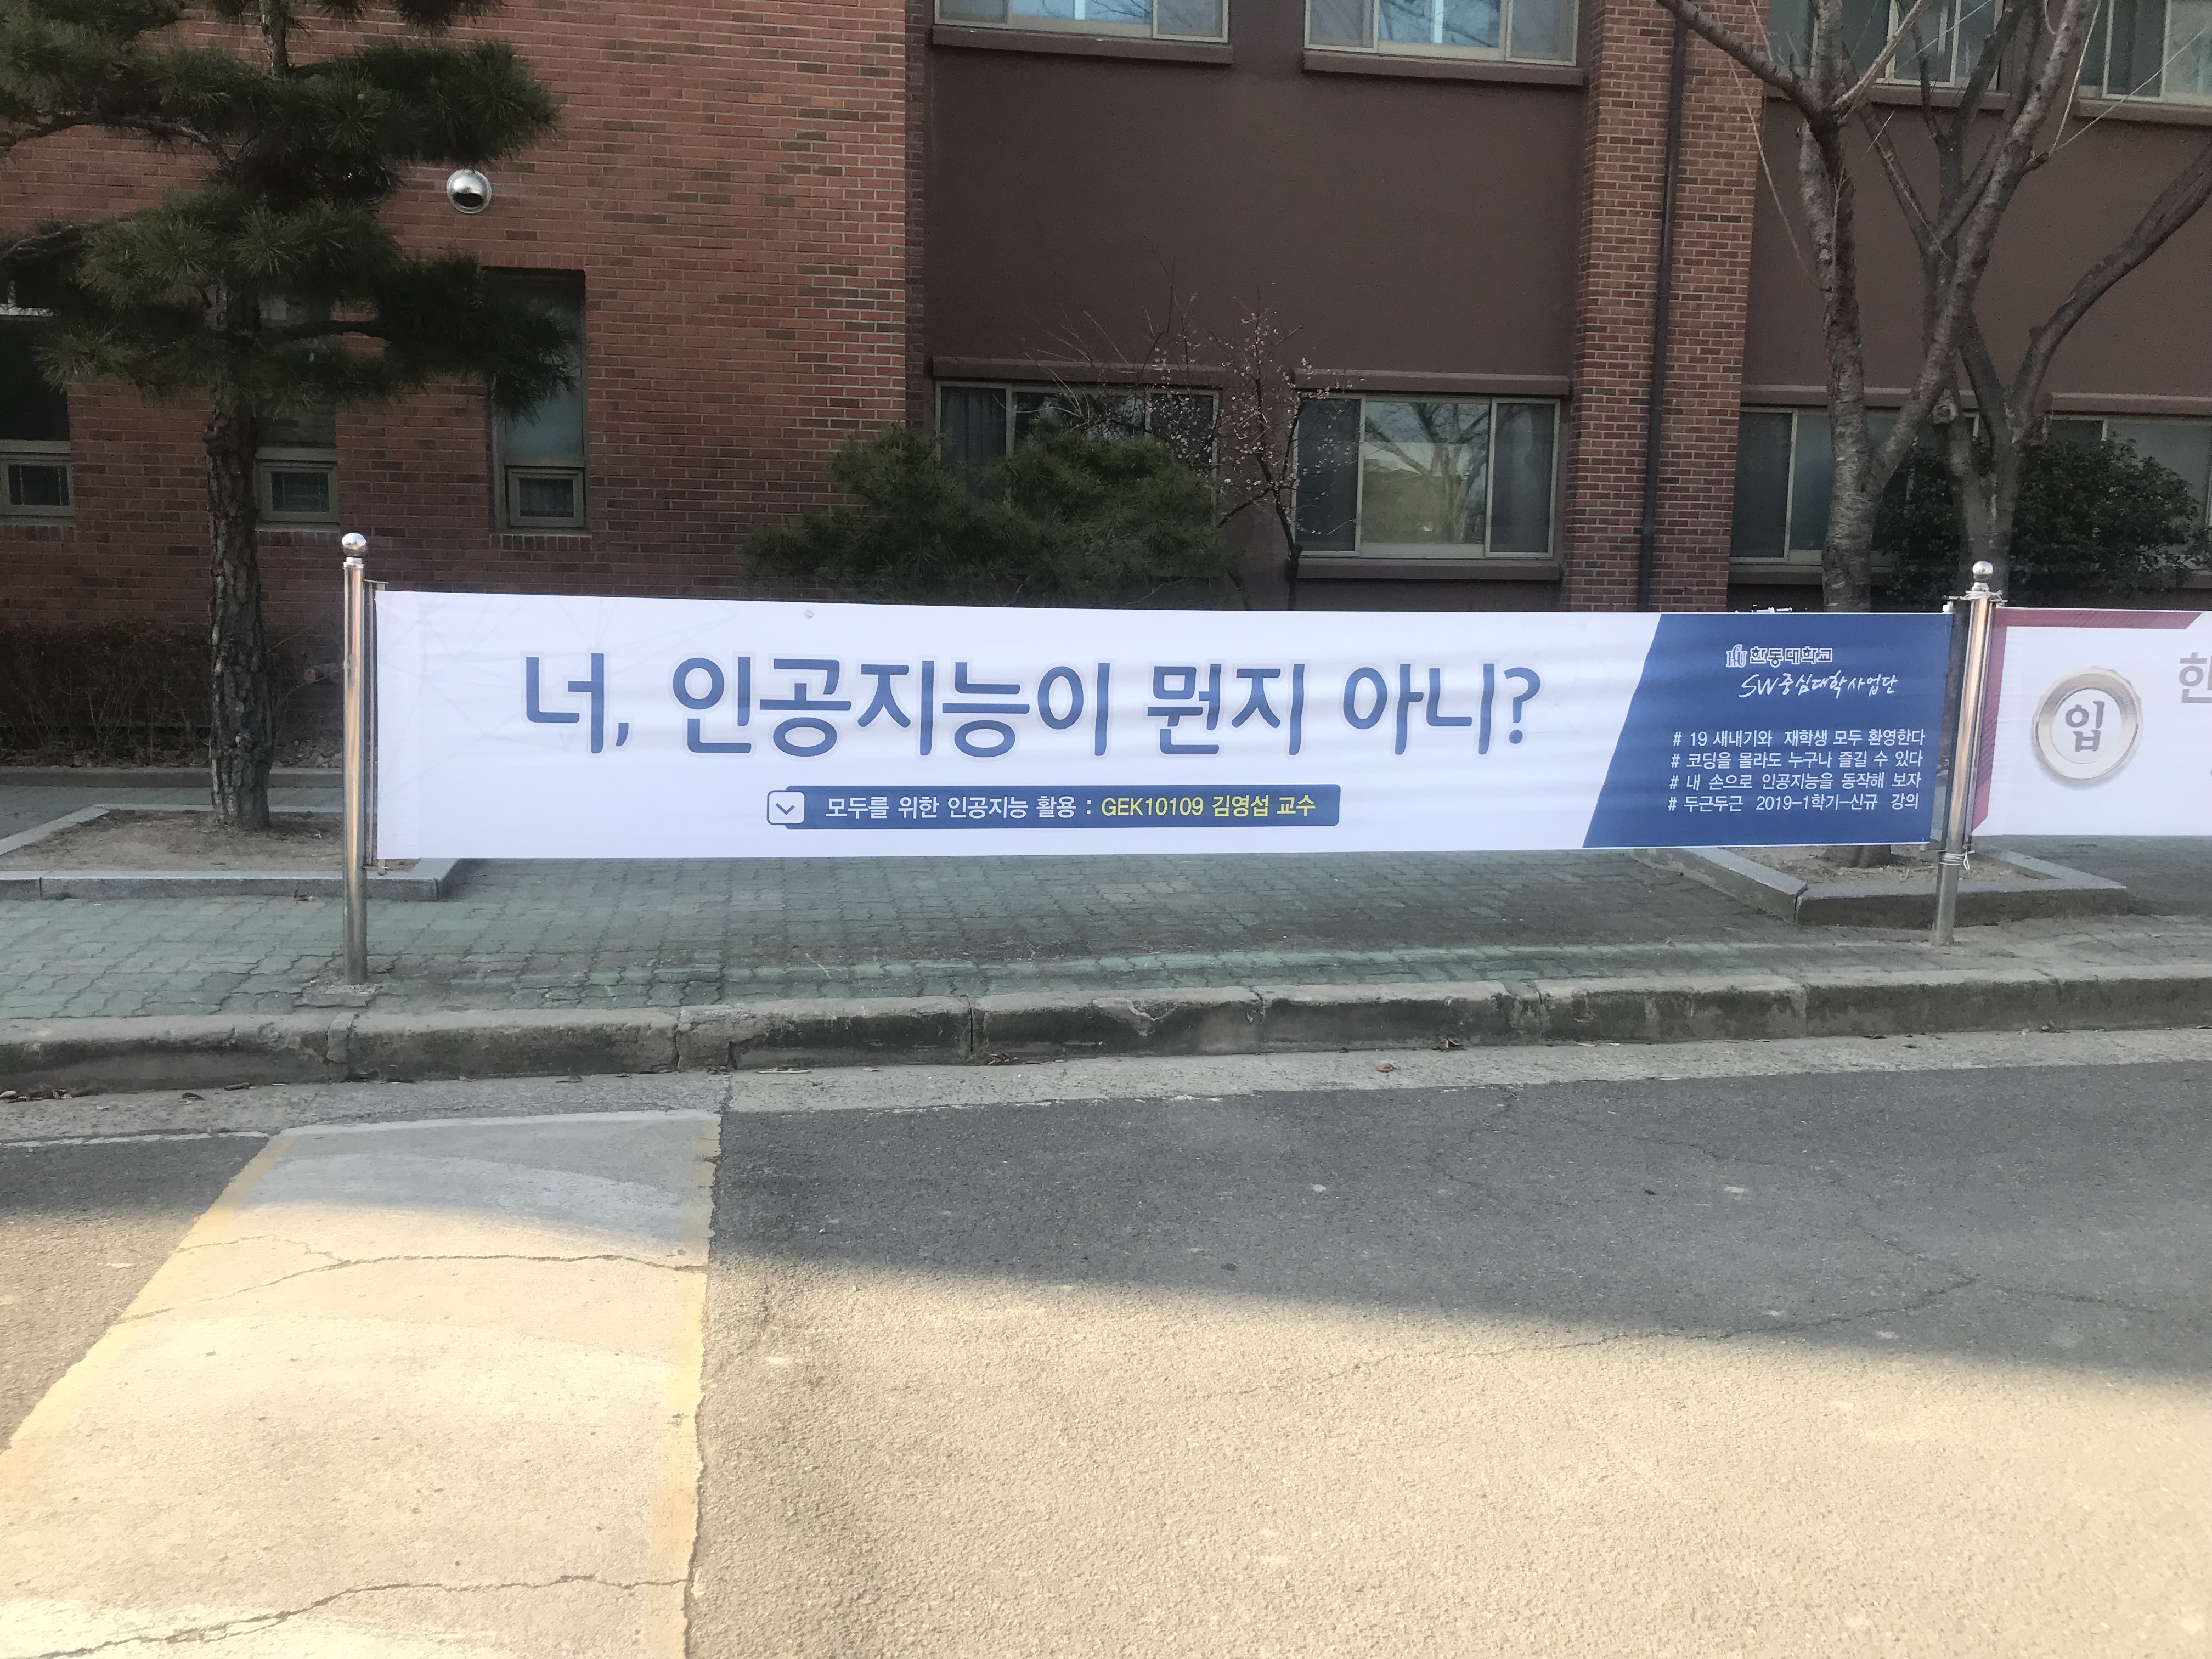 너, 인공지능이 뭔지 아니?
모두를 위한 인공지능 활용 : GEK10109 김영섭 교수
한동대학교
SW중심대학사업단
# 19 새내기와 재학생 모두 환영한다
# 코딩을 몰라도 누구나 즐길 수 있다
# 내 손으로 인공지능을 동작해 보자
# 두근두근 2019-1학기-신규 강의
입